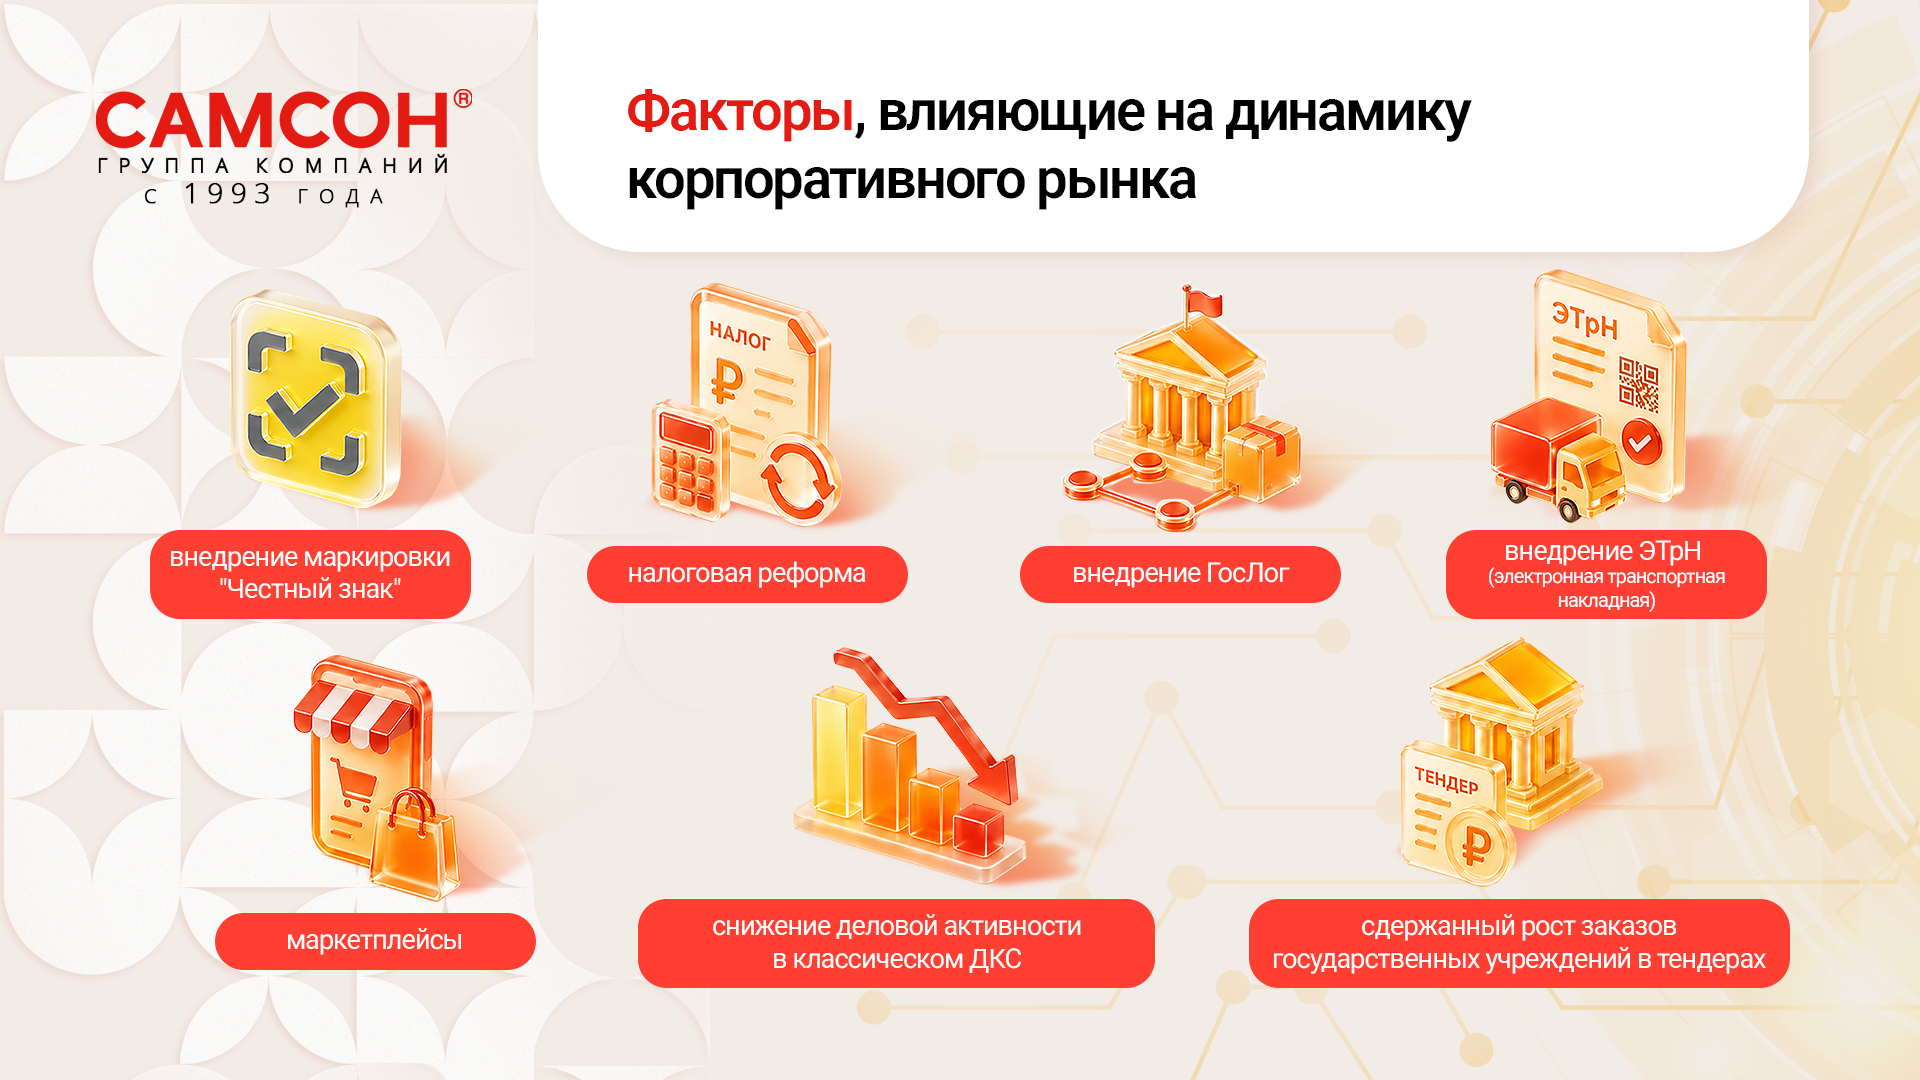 САМСОН®
ГРУППА КОМПАНИЙ
С 1993 ГОДА
Факторы, влияющие на динамику
корпоративного рынка
НАЛОГ
₽
ЭТрН
внедрение маркировки
"Честный знак"
налоговая реформа
внедрение ГосЛог
внедрение ЭТрН
(электронная транспортная
накладная)
ТЕНДЕР
₽
маркетплейсы
снижение деловой активности
в классическом ДКС
сдержанный рост заказов
государственных учреждений в тендерах